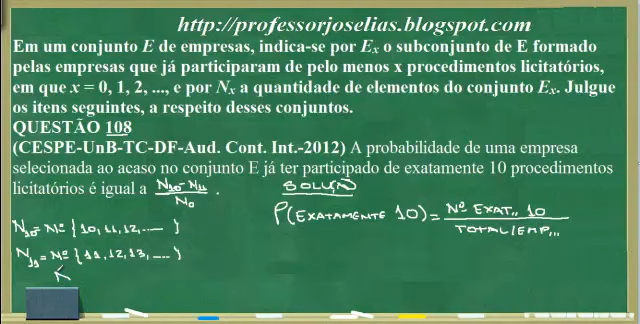 http://professorjoselias.blogspot.com
Em um conjunto E de empresas, indica-se por Ex o subconjunto de E formado
pelas empresas que já participaram de pelo menos x procedimentos licitatórios,
em que x = 0, 1, 2, ..., e por Nx a quantidade de elementos do conjunto Ex. Julgue
os itens seguintes, a respeito desses conjuntos.
QUESTÃO 108
(CESPE-UnB-TC-DF-Aud. Cont. Int.-2012) A probabilidade de uma empresa
selecionada ao acaso no conjunto E já ter participado de exatamente 10 procedimentos
licitatórios é igual a N10 - N11 / N0 .
SOLUÇÃO
P(EXATAMENTE 10) = Nº EXAT.. 10 / TOTAL/EMP...
N10 = Nº { 10, 11, 12, ..... }
N11 = Nº { 11, 12, 13, .... }